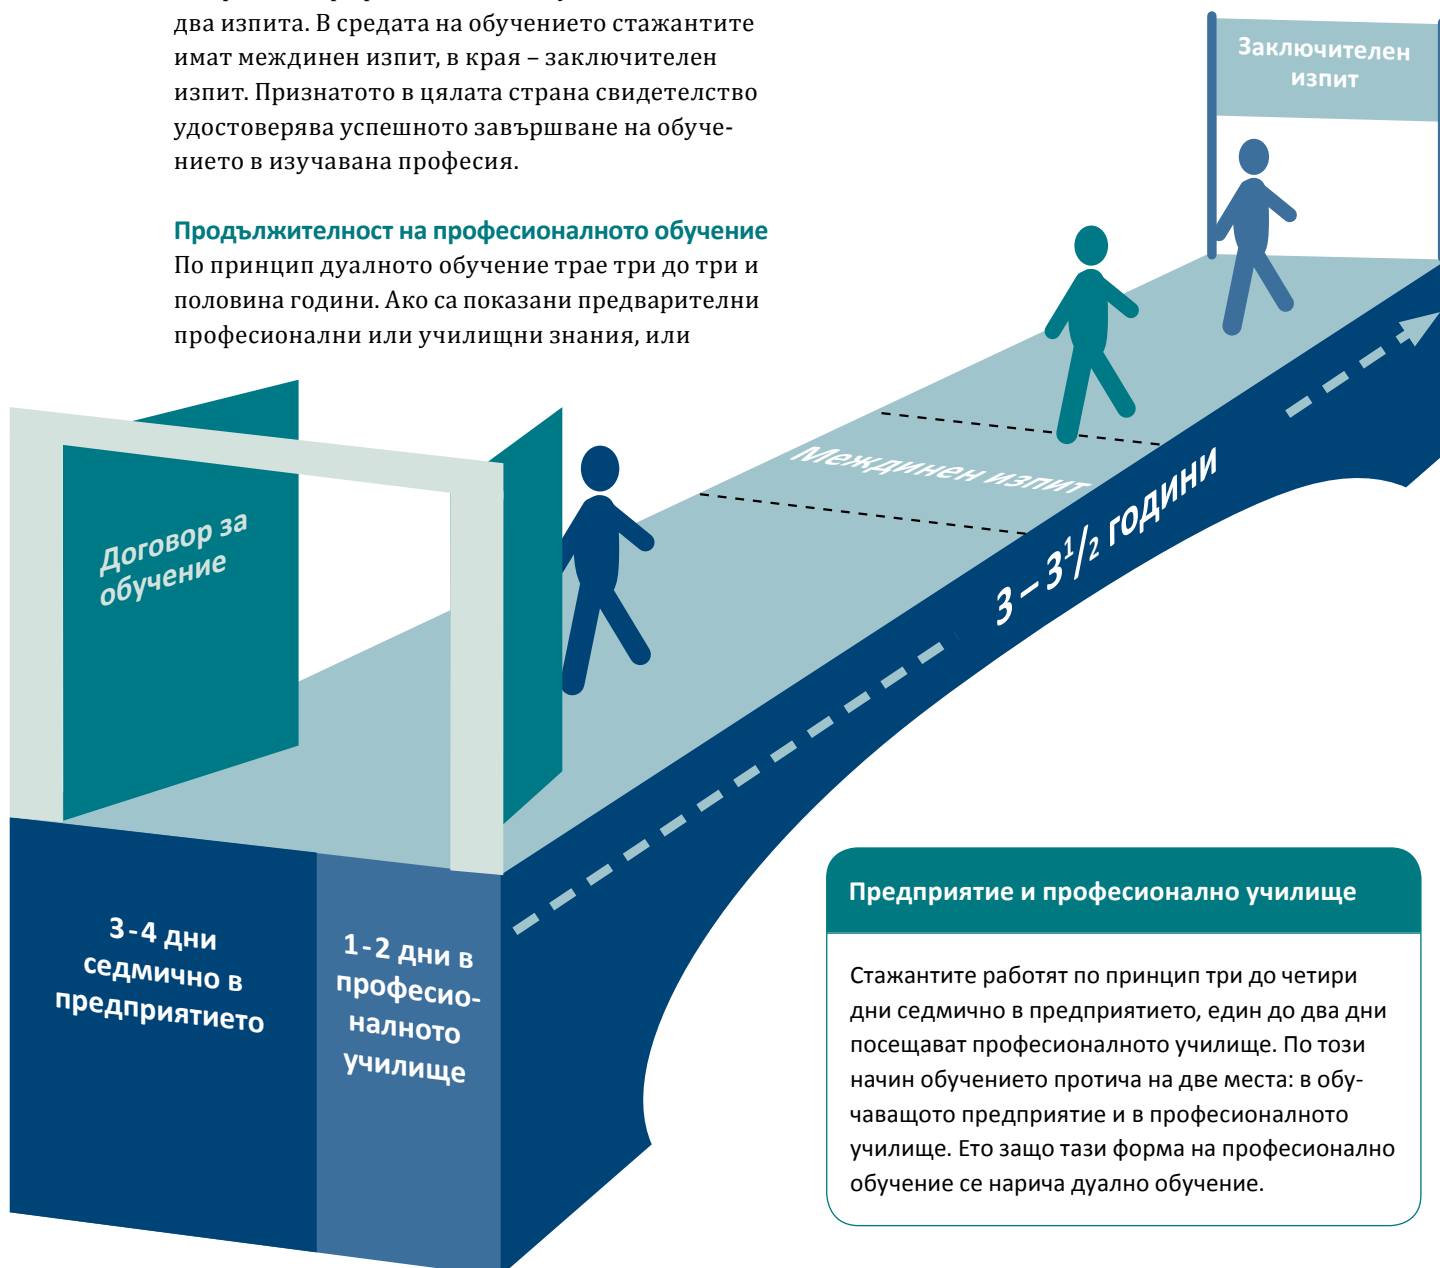 два изпита. В средата на обучението стажантите
имат междинен изпит, в края – заключителен
изпит. Признатото в цялата страна свидетелство
удостоверява успешното завършване на обуче-
нието в изучавана професия.
Продължителност на професионалното обучение
По принцип дуалното обучение трае три до три и
половина години. Ако са показани предварителни
професионални или училищни знания, или
Заключителен
изпит
Междинен изпит
3 – 3 1/2 години
Договор за
обучение
3-4 дни
седмично в
предприятието
1-2 дни в
професио-
налното
училище
Предприятие и професионално училище
Стажантите работят по принцип три до четири
дни седмично в предприятието, един до два дни
посещават професионалното училище. По този
начин обучението протича на две места: в обу-
чаващото предприятие и в професионалното
училище. Ето защо тази форма на професионално
обучение се нарича дуално обучение.